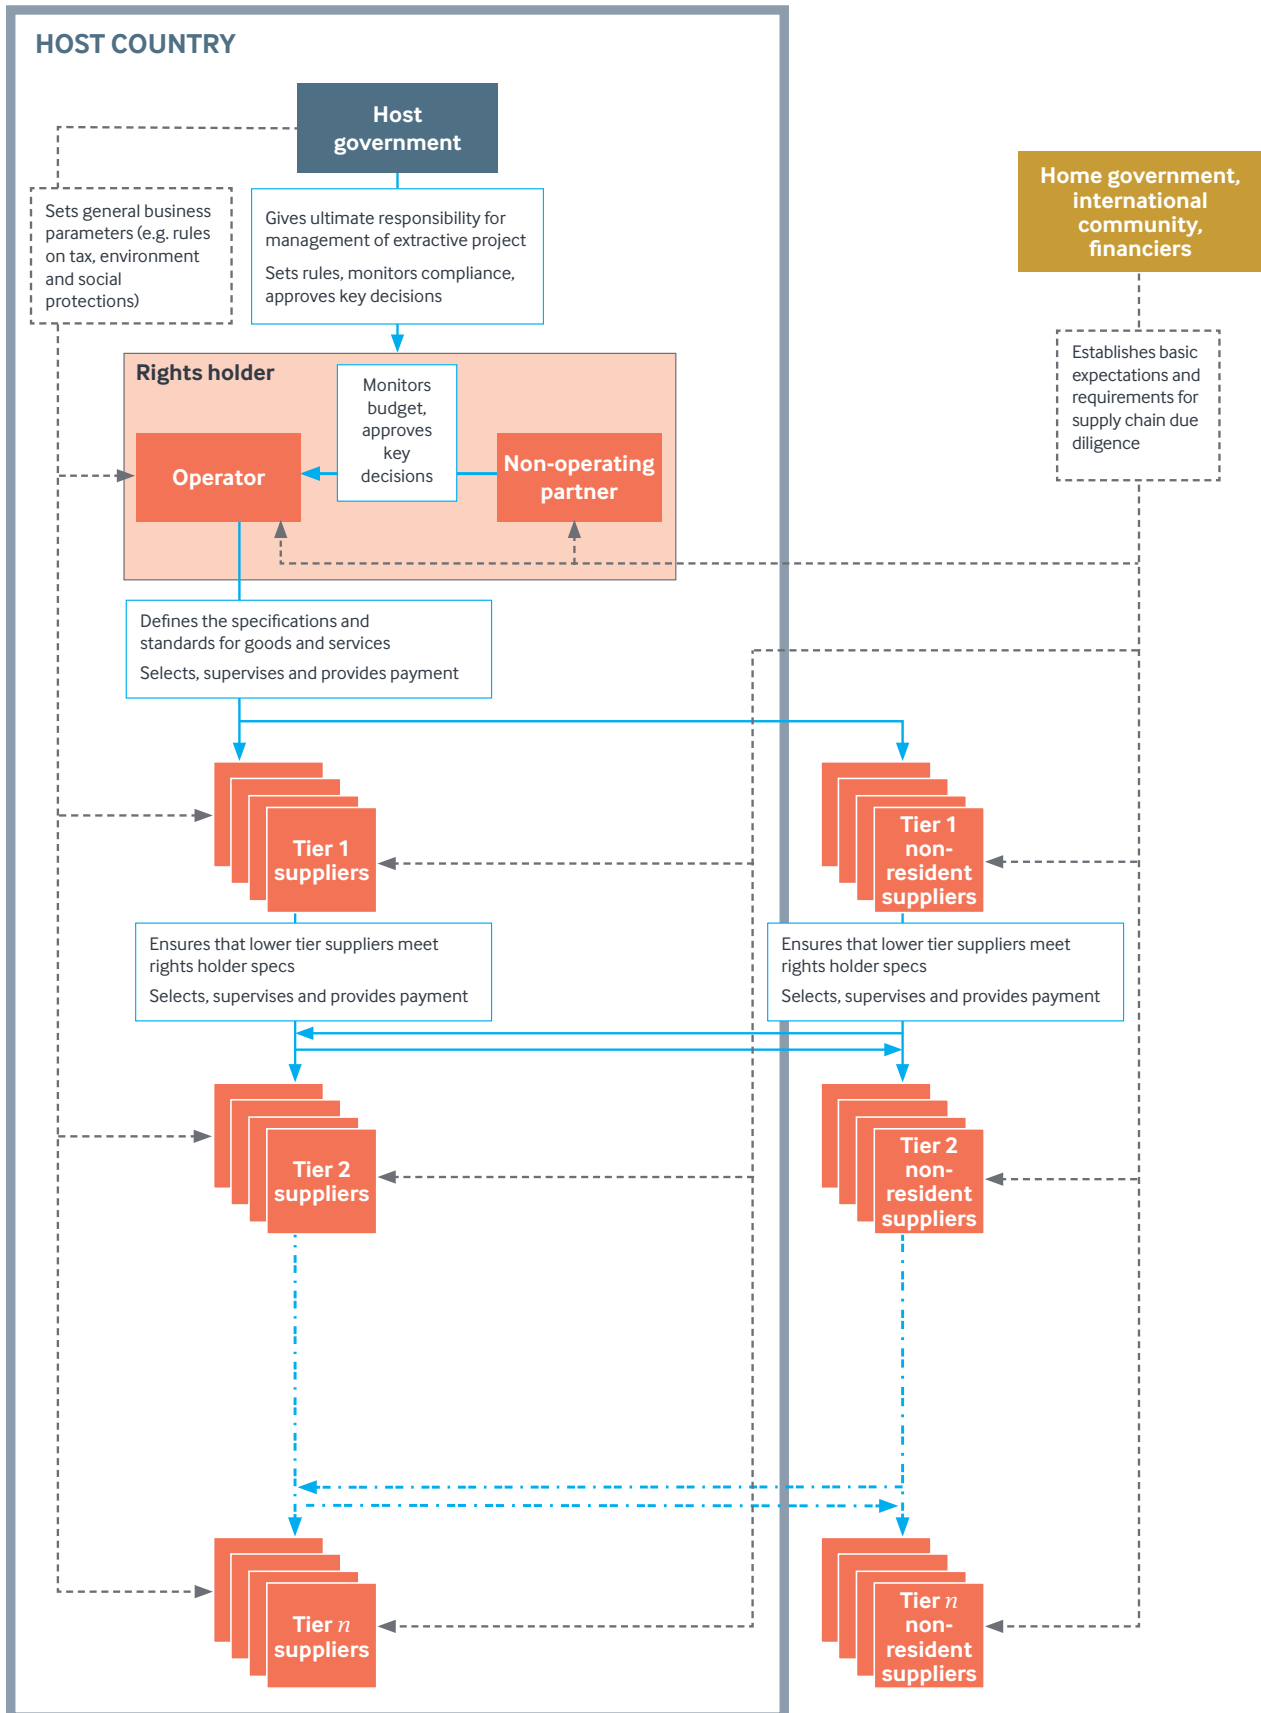 HOST COUNTRY
Host
government
Home government,
international
community,
financiers
Sets general business
parameters (e.g. rules
on tax, environment
and social
protections)
Gives ultimate responsibility for
management of extractive project
Sets rules, monitors compliance,
approves key decisions
Establishes basic
expectations and
requirements for
supply chain due
diligence
Rights holder
Monitors
budget,
approves
key
decisions
Operator
Non-operating
partner
Defines the specifications and
standards for goods and services
Selects, supervises and provides payment
Tier 1
suppliers
Tier 1
non-
resident
suppliers
Ensures that lower tier suppliers meet
rights holder specs
Selects, supervises and provides payment
Ensures that lower tier suppliers meet
rights holder specs
Selects, supervises and provides payment
Tier 2
suppliers
Tier 2
non-
resident
suppliers
Tier n
suppliers
Tier n
non-
resident
suppliers